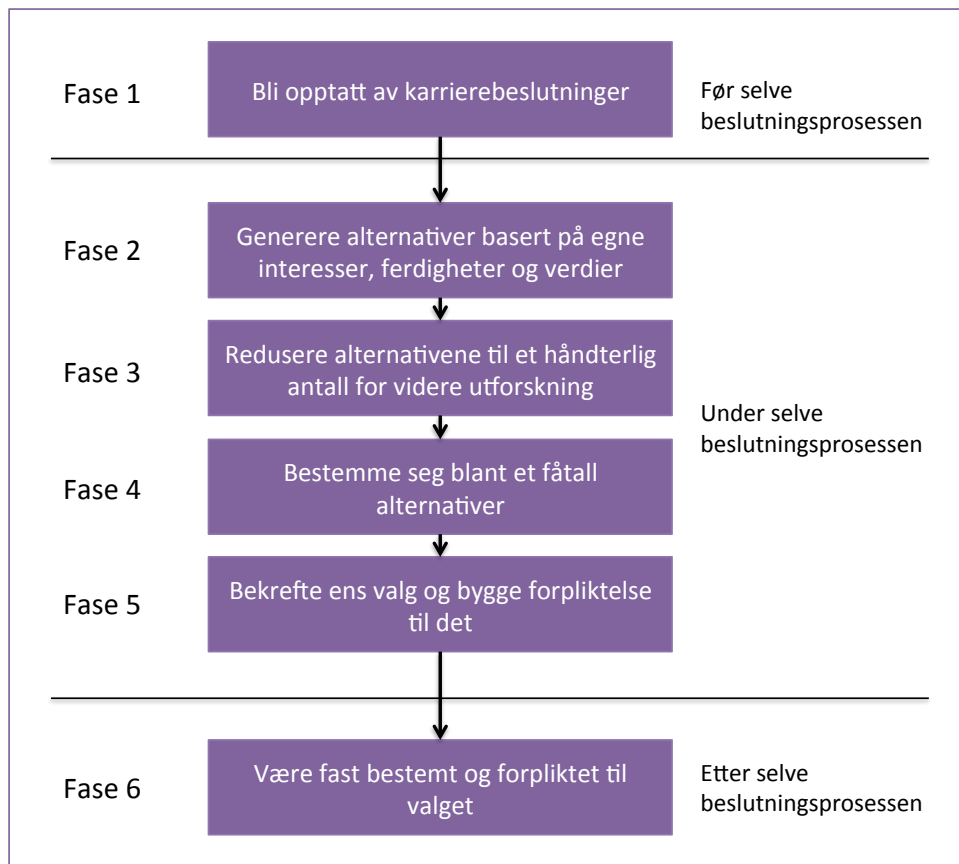 Fase 1
Bli opptatt av karrierebeslutninger
Før selve
beslutningsprosessen
Fase 2
Generere alternativer basert på egne
interesser, ferdigheter og verdier
Fase 3
Redusere alternativene til et håndterlig
antall for videre utforskning
Under selve
beslutningsprosessen
Fase 4
Bestemme seg blant et fåtall
alternativer
Fase 5
Bekrefte ens valg og bygge forpliktelse
til det
Fase 6
Være fast bestemt og forpliktet til
valget
Etter selve
beslutningsprosessen